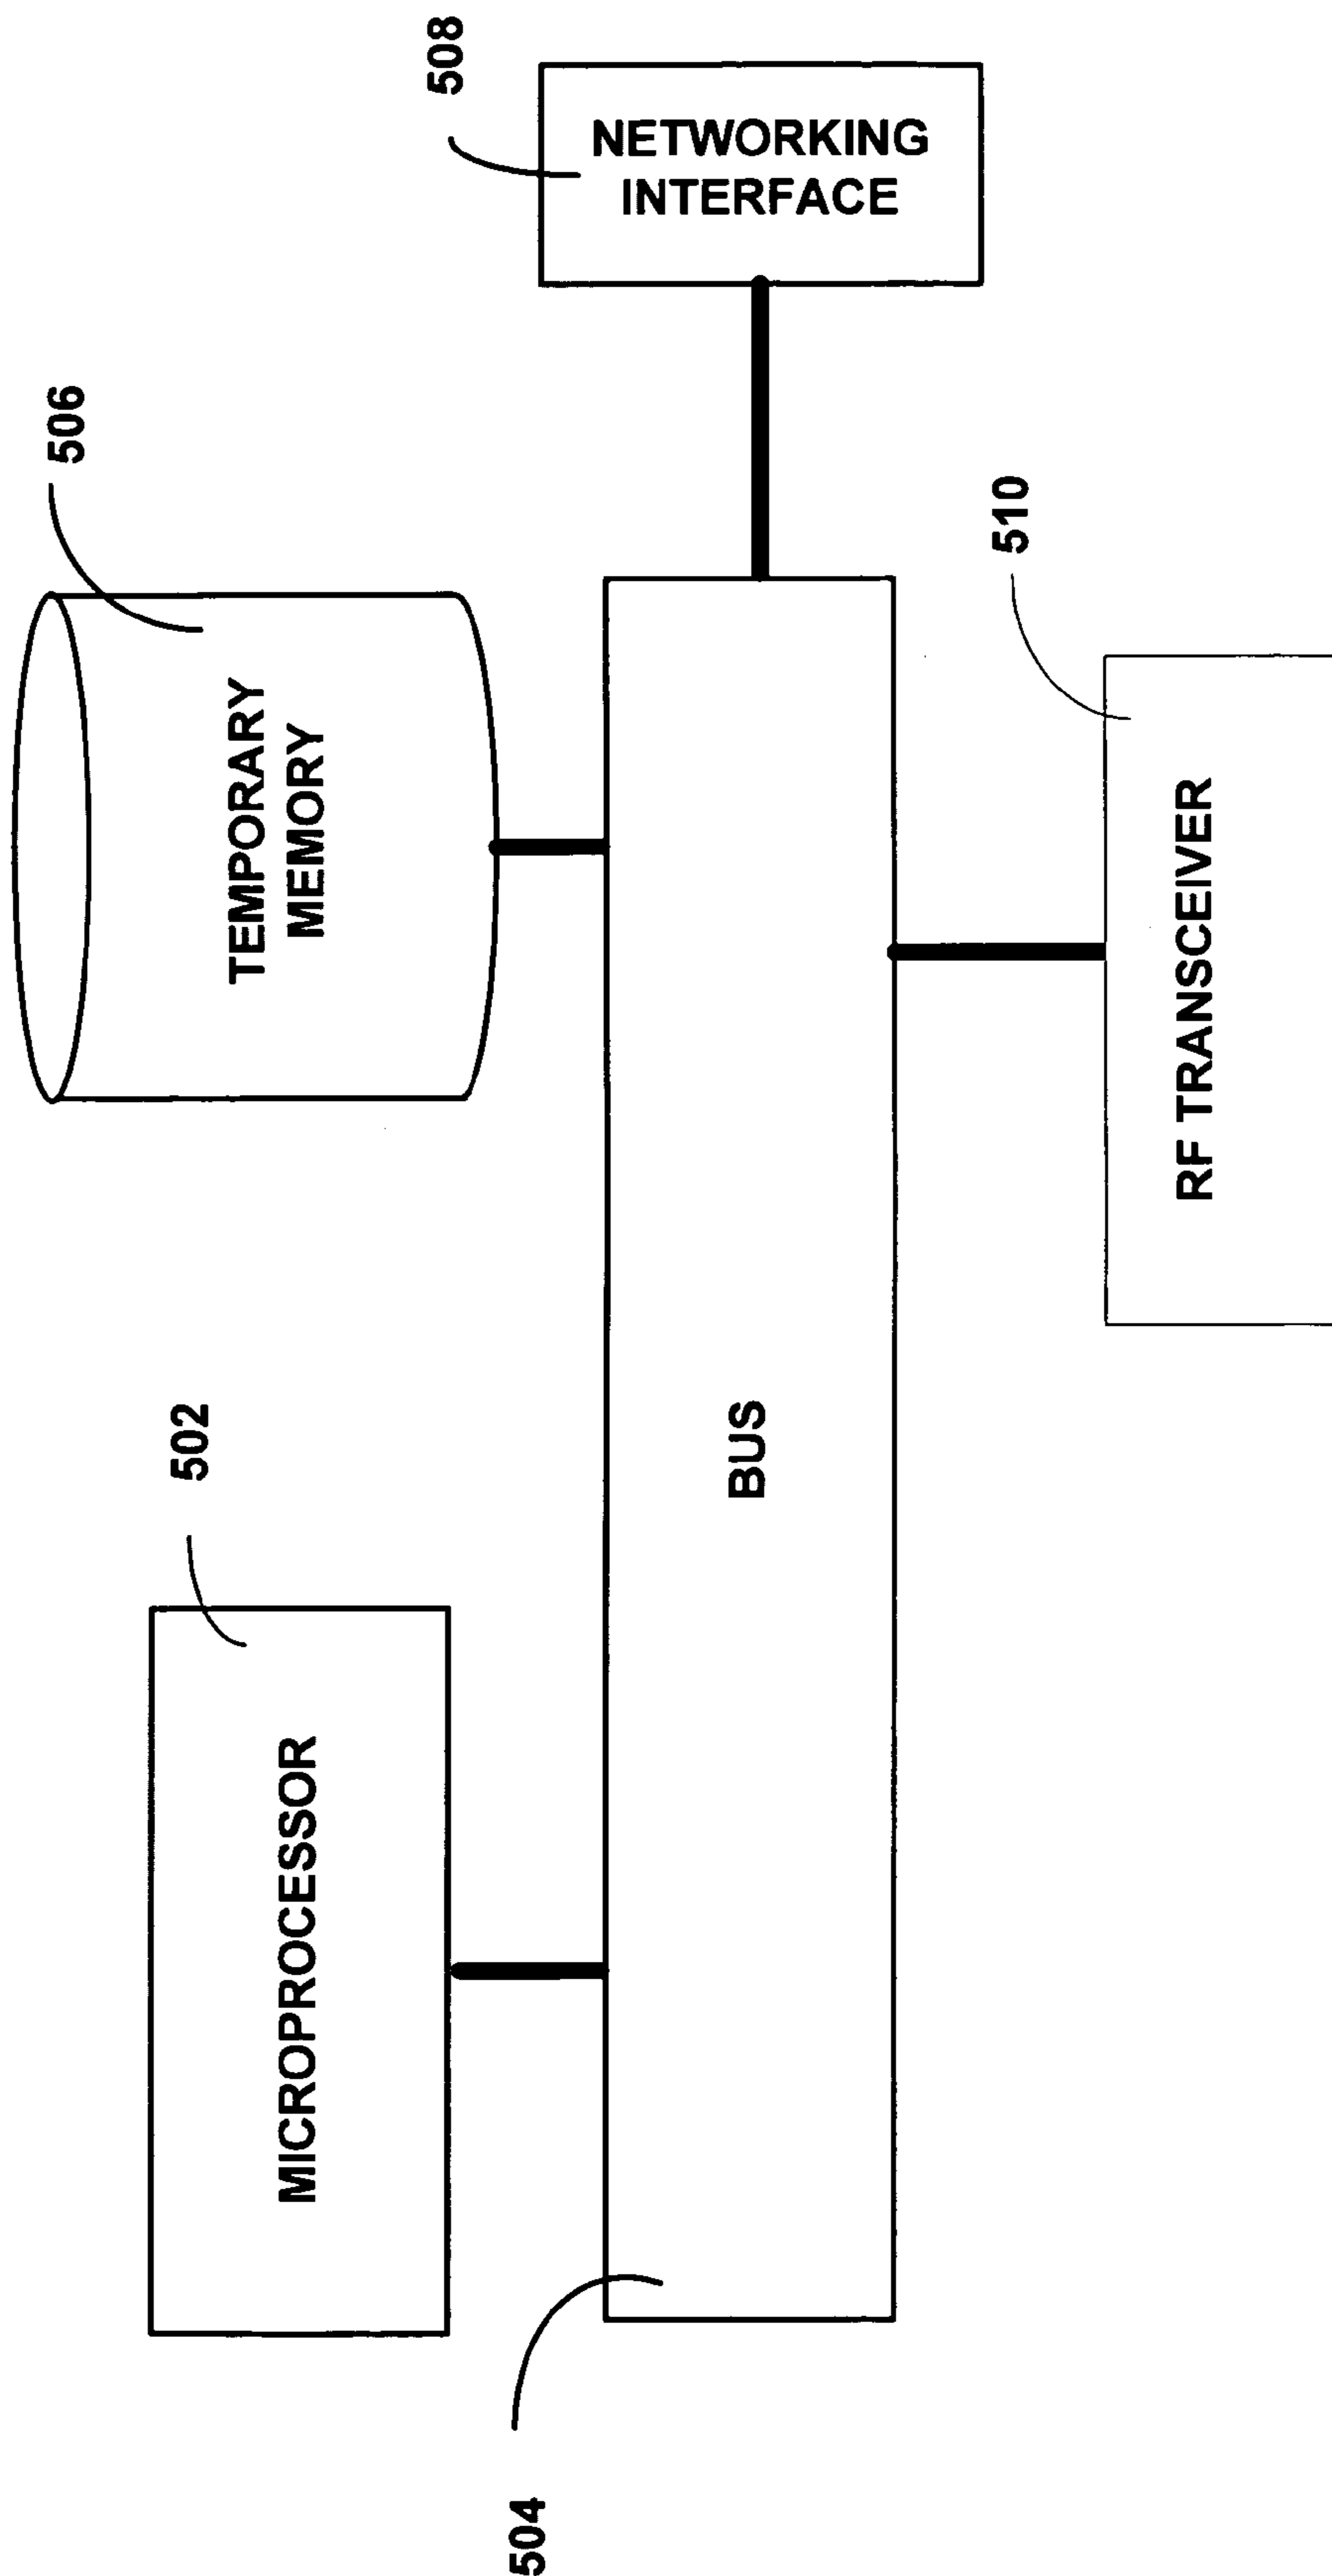 508
NETWORKING
INTERFACE
506
TEMPORARY
MEMORY
510
RF TRANSCEIVER
502
BUS
MICROPROCESSOR
504